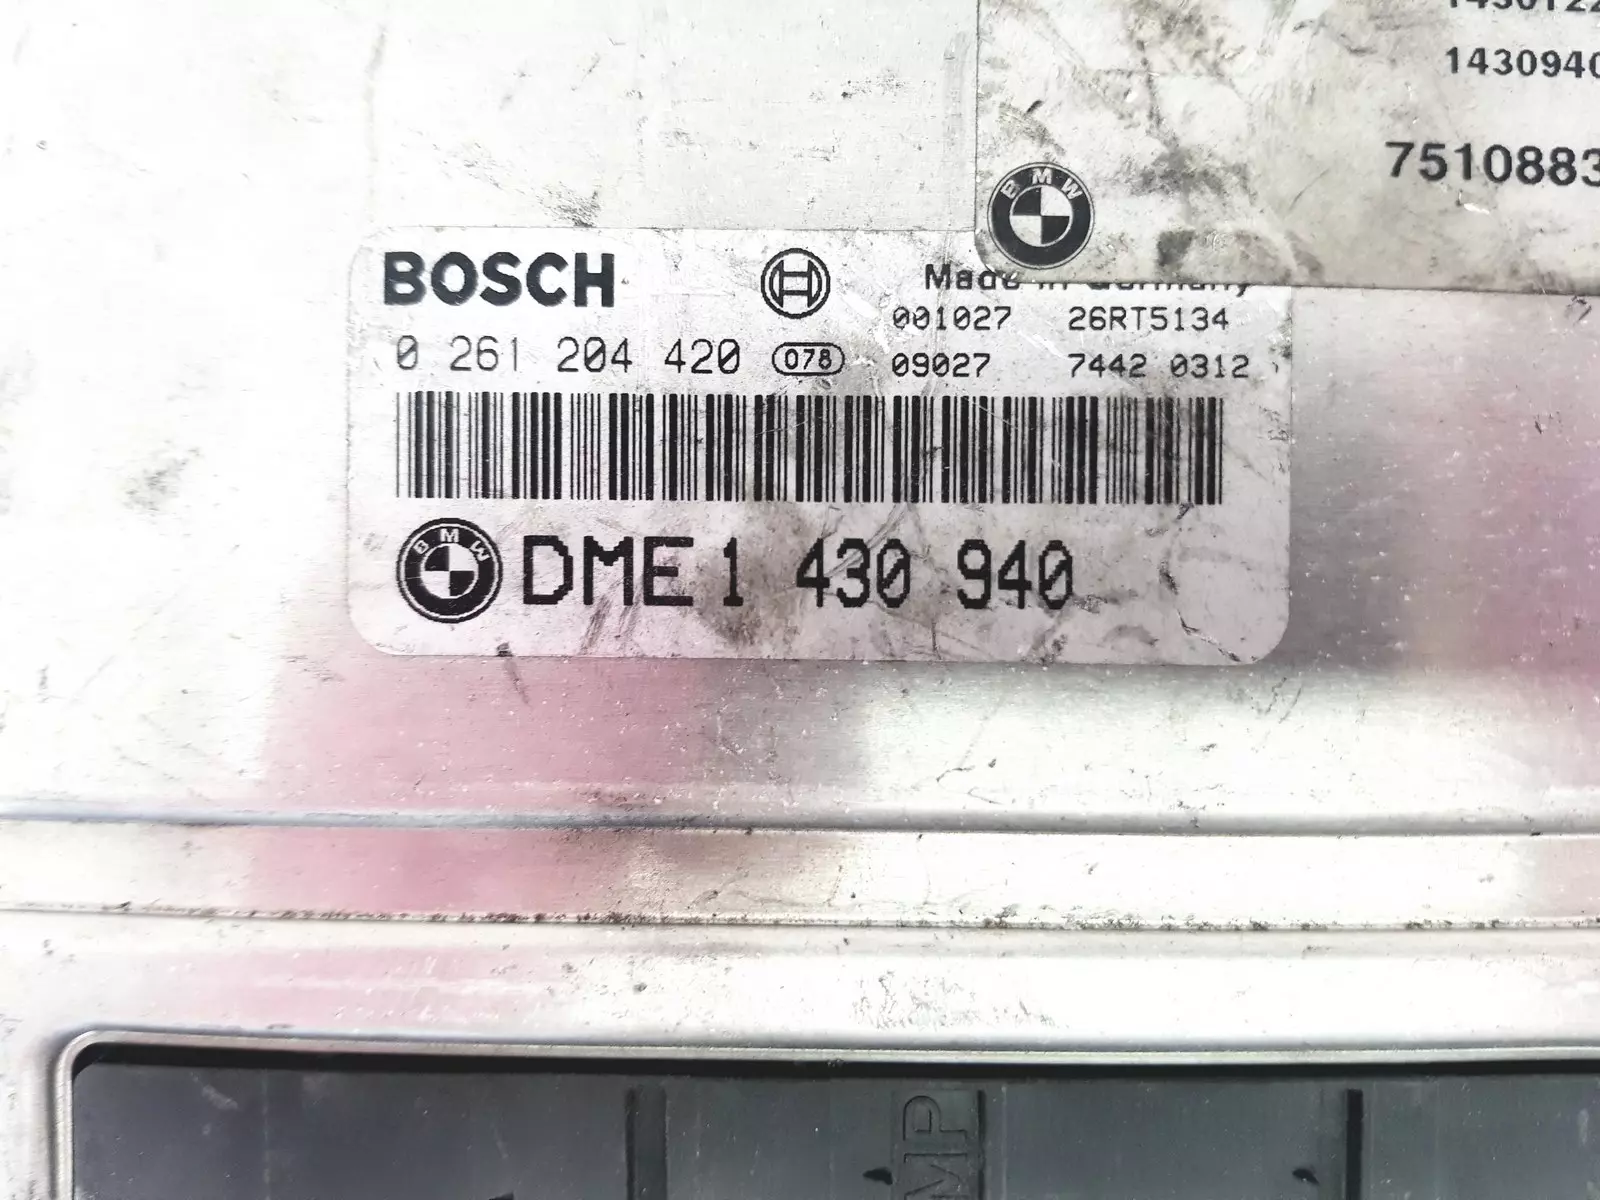 1430940
7510883
BMW
BOSCH
Made in Germany
001027 26RT5134
0 261 204 420 078 09027 7442 0312
BMW DME 1 430 940
AMP